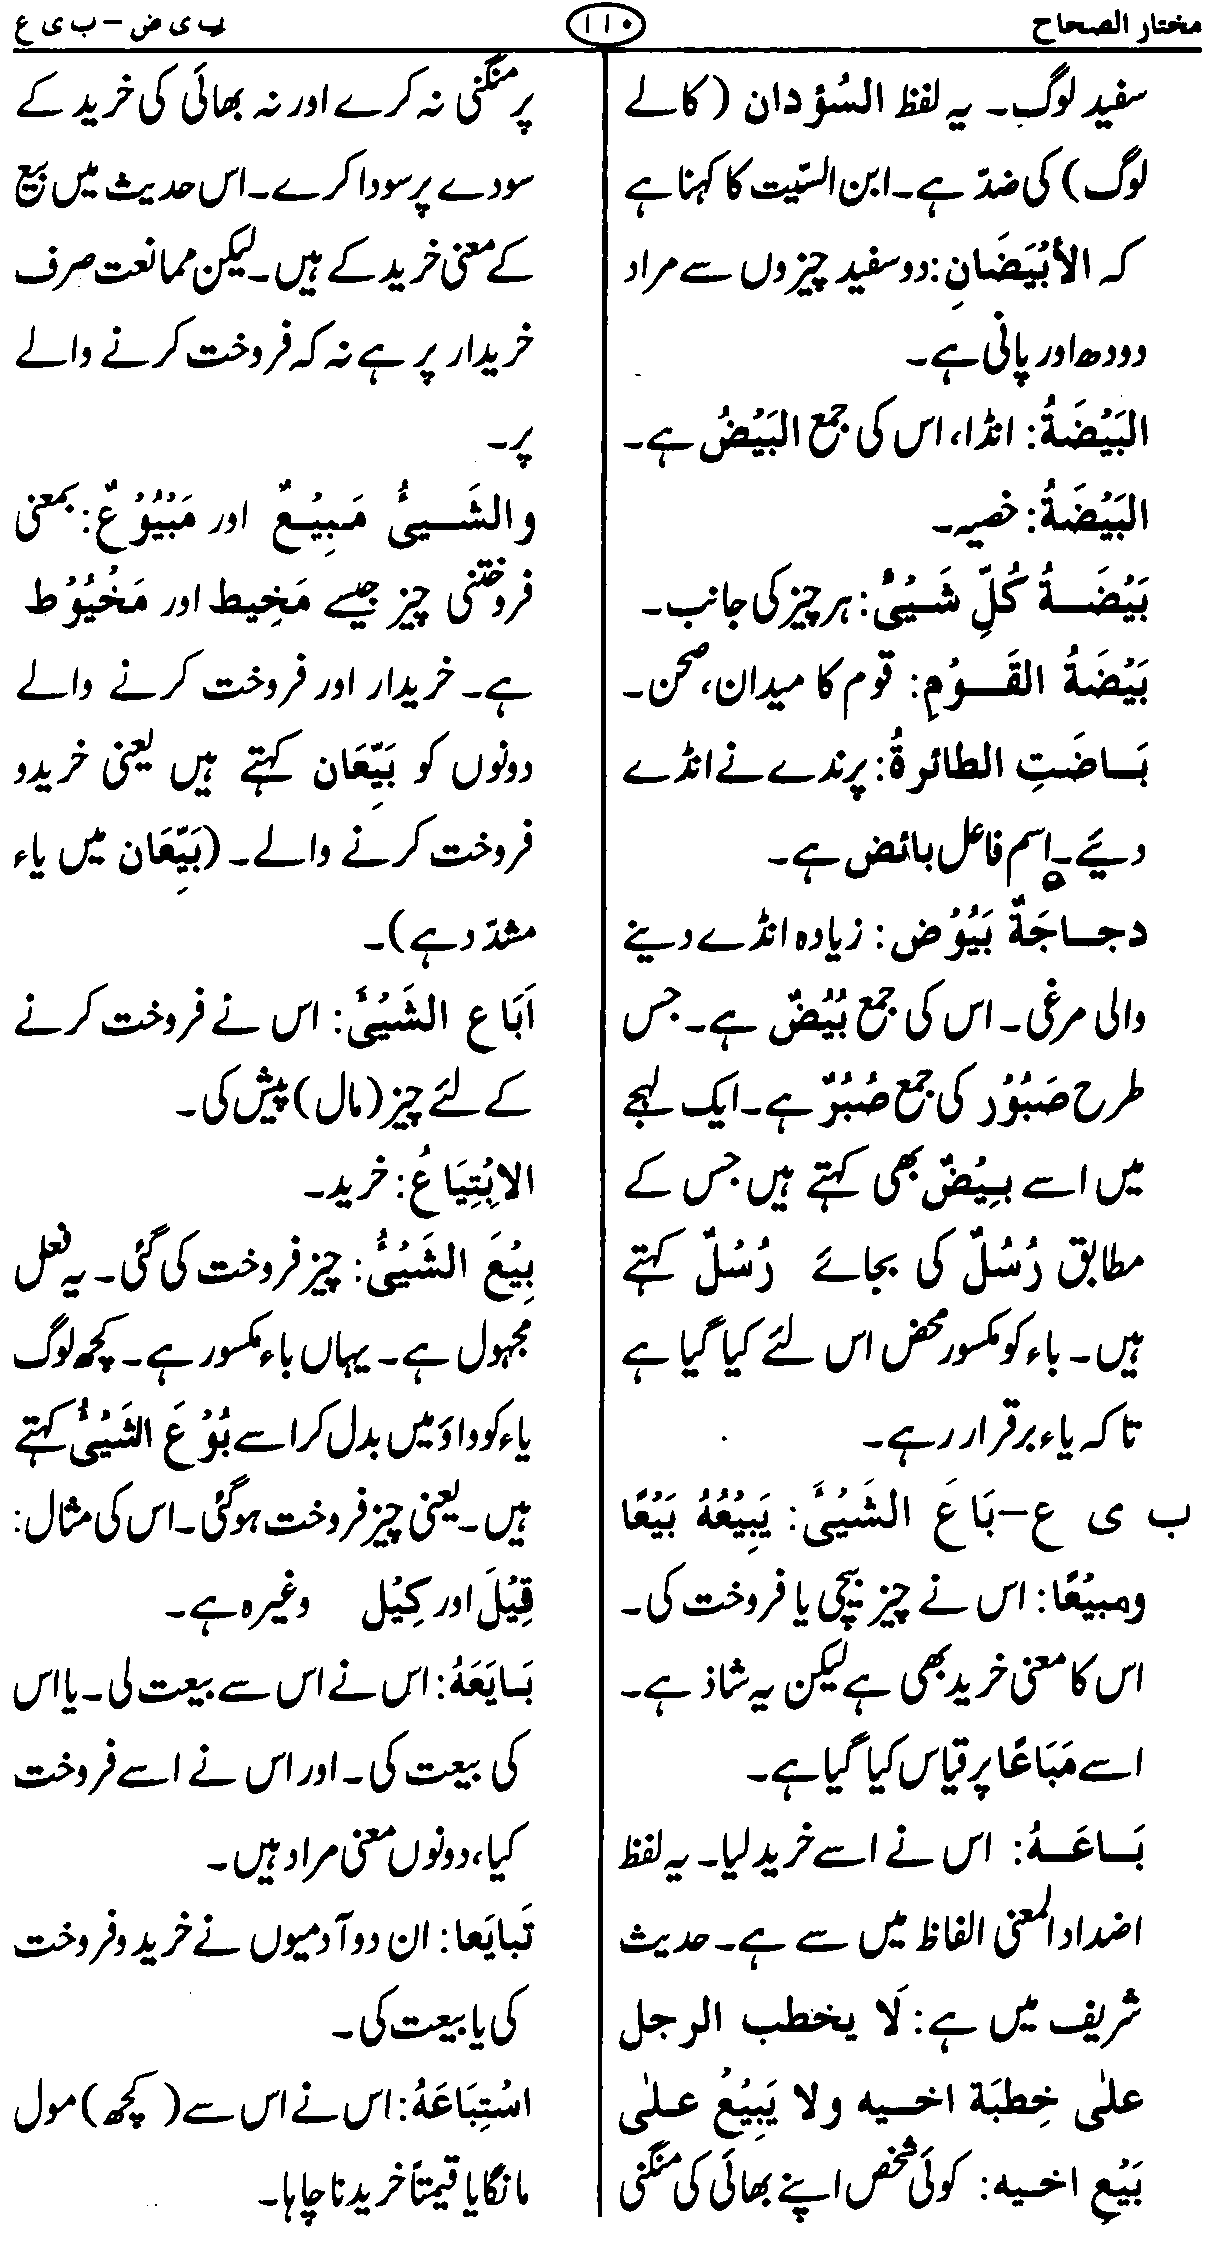 مختار الصحاح
۱۱۰
ب ی ض – ب ی ع
سفید لوگ۔ یہ لفظ السُوْدان (کالے
لوگ) کی ضدّ ہے۔ ابن السّیّت کا کہنا ہے
کہ الأَبْیَضَانِ: دو سفید چیزوں سے مراد
دودھ اور پانی ہے۔
البَیْضَةُ: انڈا، اس کی جمع البَیْضُ ہے۔
البَیْضَةُ: خصیہ۔
بَیْضَةُ کُلِّ شَیْئٍ: ہر چیز کی جانب۔
بَیْضَةُ القَوْمِ: قوم کا میدان، صحن۔
بَاضَتِ الطائرةُ: پرندے نے انڈے
دیئے۔ اسم فاعل بائض ہے۔
دجاجَةٌ بَیُوْض: زیادہ انڈے دینے
والی مرغی۔ اس کی جمع بُیُضٌ ہے۔ جس
طرح صَبُوْر کی جمع صُبُرٌ ہے۔ ایک لہجے
میں اسے بِیْضٌ بھی کہتے ہیں جس کے
مطابق رُسُلٌ کی بجائے رُسْلٌ کہتے
ہیں۔ باء کو مکسور محض اس لئے کیا گیا ہے
تاکہ یاء برقرار رہے۔
ب ی ع – بَاعَ الشَیْئَ: یَبِیْعُهُ بَیْعًا
ومبیْعًا: اس نے چیز بیچی یا فروخت کی۔
اس کا معنی خرید بھی ہے لیکن یہ شاذ ہے۔
اسے مَبَاعًا پر قیاس کیا گیا ہے۔
بَاعَهُ: اس نے اسے خرید لیا۔ یہ لفظ
اضداد المعنی الفاظ میں سے ہے۔ حدیث
شریف میں ہے: لَا یخطب الرجل
علٰی خِطبَة اخیه ولا یَبِیْعُ علٰی
بَیْعِ اخیه: کوئی شخص اپنے بھائی کی منگنی
پر منگنی نہ کرے اور نہ بھائی کی خرید کے
سودے پر سودا کرے۔ اس حدیث میں بَیع
کے معنی خرید کے ہیں۔ لیکن ممانعت صرف
خریدار پر ہے نہ کہ فروخت کرنے والے
پر۔
والشَیئُ مَبِیْعٌ اور مَبْیُوْعٌ: بمعنی
فروختنی چیز جیسے مَخِیط اور مَخْیُوْط
ہے۔ خریدار اور فروخت کرنے والے
دونوں کو بَیِّعَان کہتے ہیں یعنی خرید و
فروخت کرنے والے۔ (بَیِّعَان میں یاء
مشدّد ہے)۔
اَبَاع الشَیْئَ: اس نے فروخت کرنے
کے لئے چیز (مال) پیش کی۔
الابْتِیَاعُ: خرید۔
بِیْعَ الشَیْئُ: چیز فروخت کی گئی۔ یہ فعل
مجہول ہے۔ یہاں باء مکسور ہے۔ کچھ لوگ
یاء کو واؤ میں بدل کر اسے بُوْعَ الشَیْئُ کہتے
ہیں۔ یعنی چیز فروخت ہوگئی۔ اس کی مثال:
قِیْلَ اور کِیْل وغیرہ ہے۔
بَایَعَهُ: اس نے اس سے بیعت لی۔ یا اس
کی بیعت کی۔ اور اس نے اسے فروخت
کیا، دونوں معنی مراد ہیں۔
تَبایَعا: ان دو آدمیوں نے خرید و فروخت
کی یا بیعت کی۔
اسْتِبَاعَهُ: اس نے اس سے (کچھ) مول
مانگا یا قیمتاً خریدنا چاہا۔